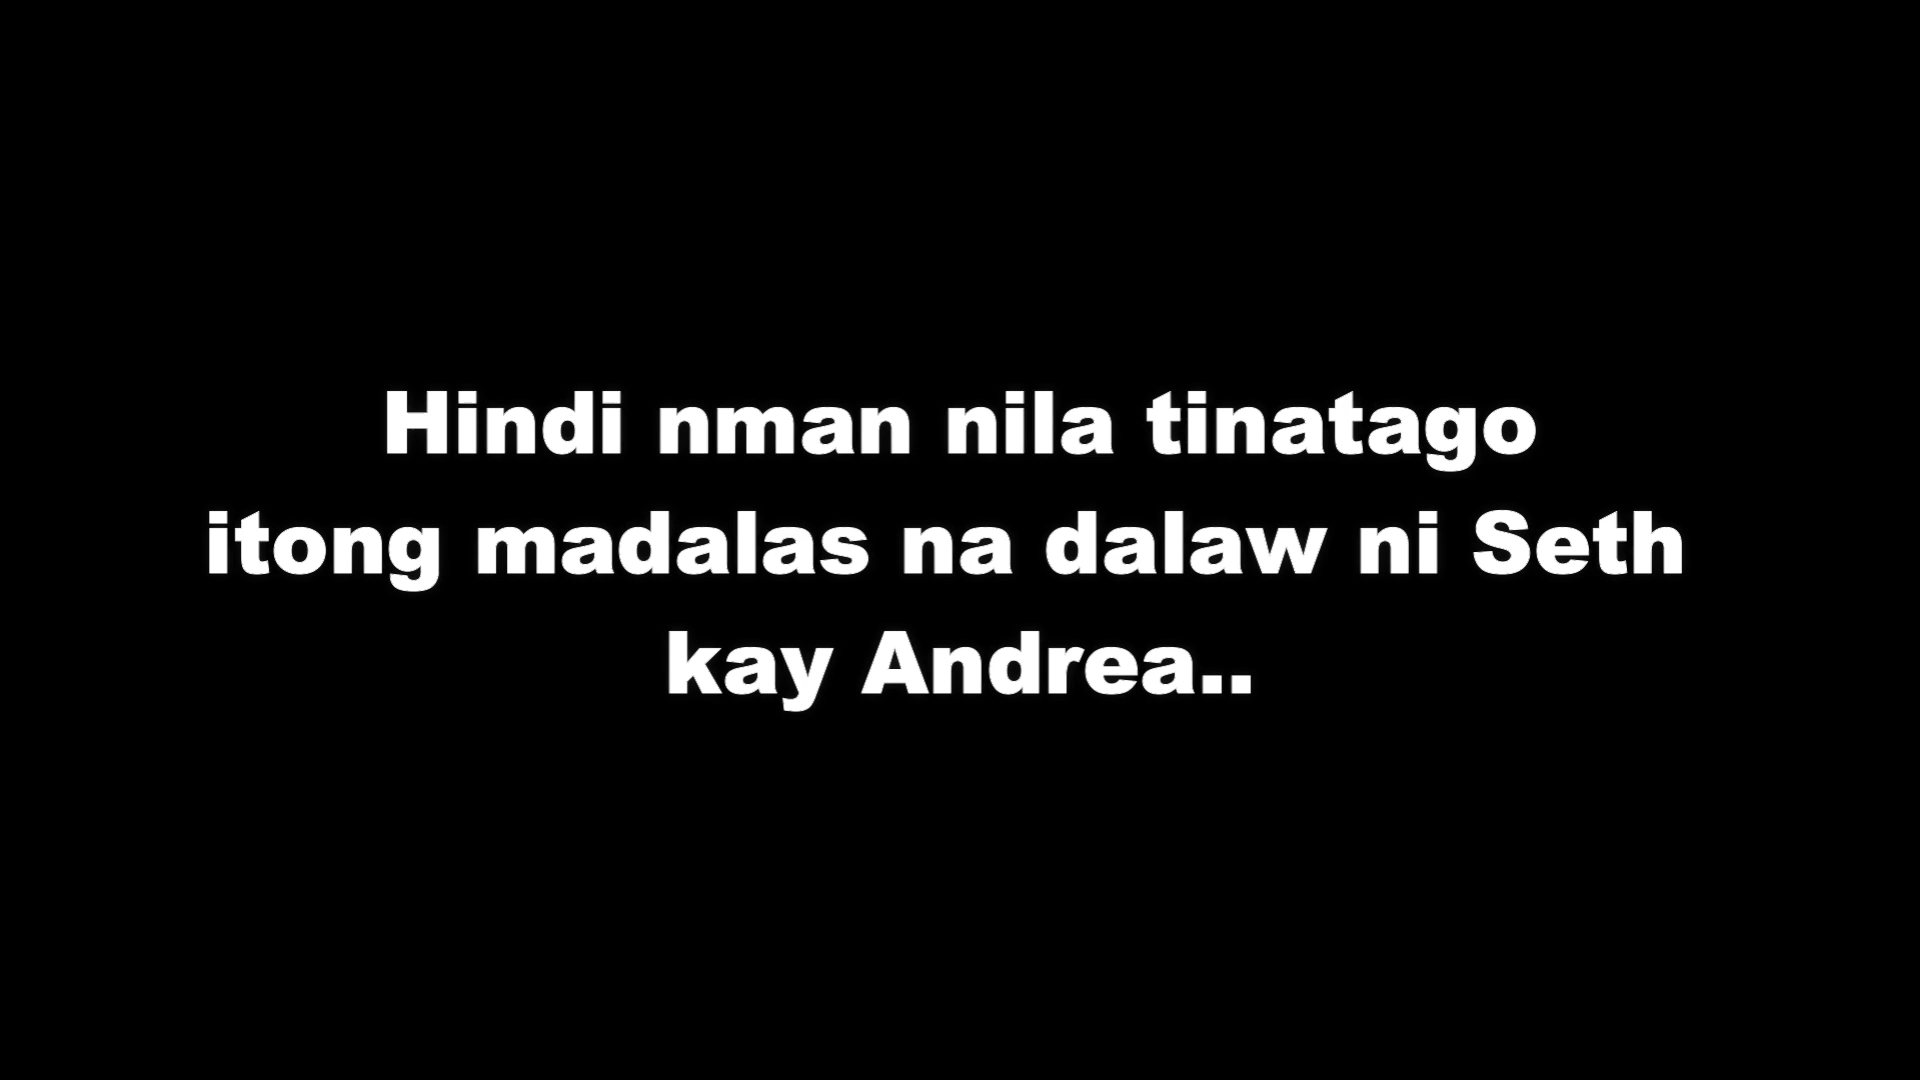 Hindi nman nila tinatago
itong madalas na dalaw ni Seth
kay Andrea..